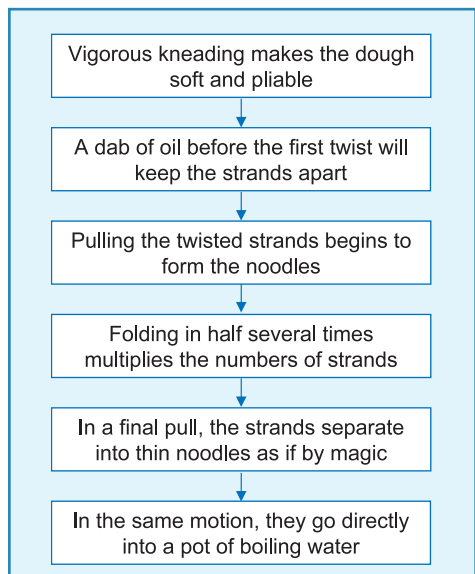 Vigorous kneading makes the dough
soft and pliable
A dab of oil before the first twist will
keep the strands apart
Pulling the twisted strands begins to
form the noodles
Folding in half several times
multiplies the numbers of strands
In a final pull, the strands separate
into thin noodles as if by magic
In the same motion, they go directly
into a pot of boiling water